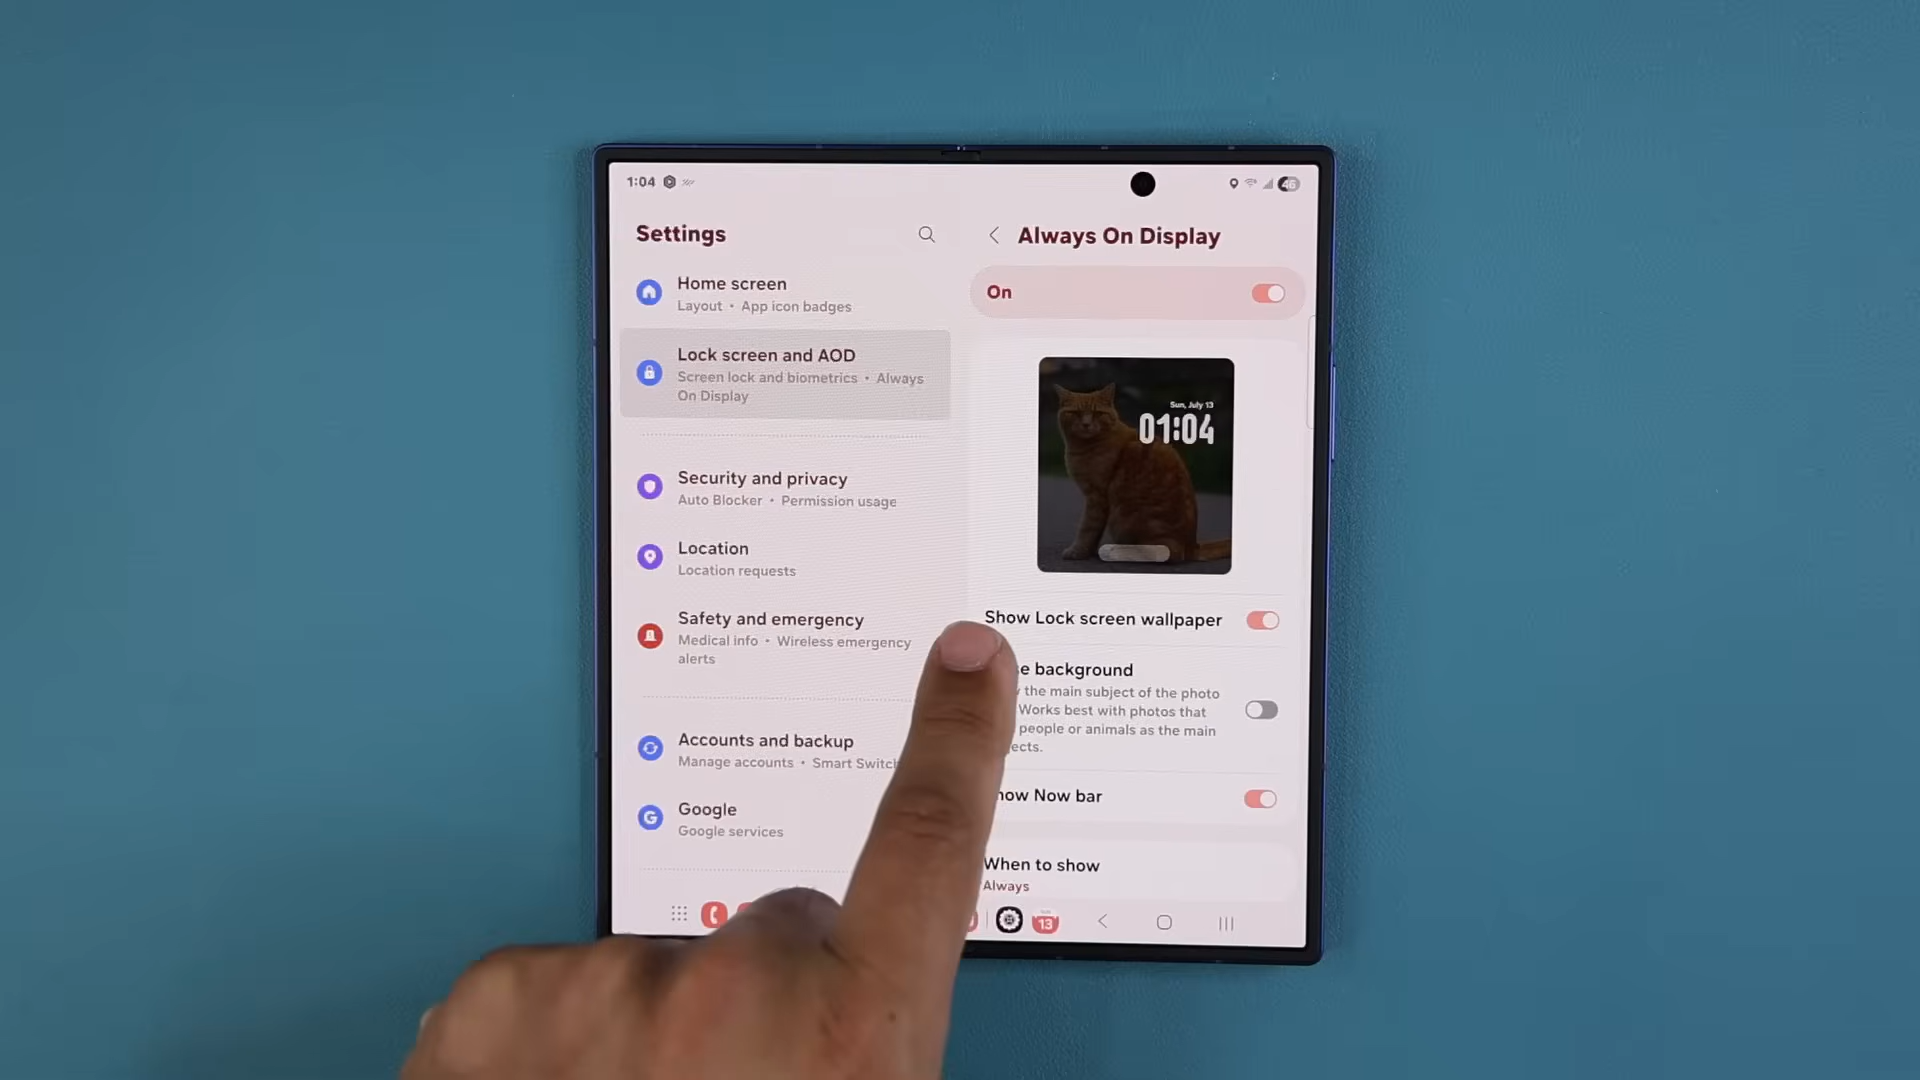 1:04
46
Settings
Home screen
Layout • App icon badges
Lock screen and AOD
Screen lock and biometrics • Always
On Display
Security and privacy
Auto Blocker • Permission usage
Location
Location requests
Safety and emergency
Medical info • Wireless emergency
alerts
Accounts and backup
Manage accounts • Smart Switch
Google
Google services
Always On Display
On
Sun, July 13
01:04
Show Lock screen wallpaper
background
the main subject of the photo
Works best with photos that
people or animals as the main
Now bar
When to show
Always
13